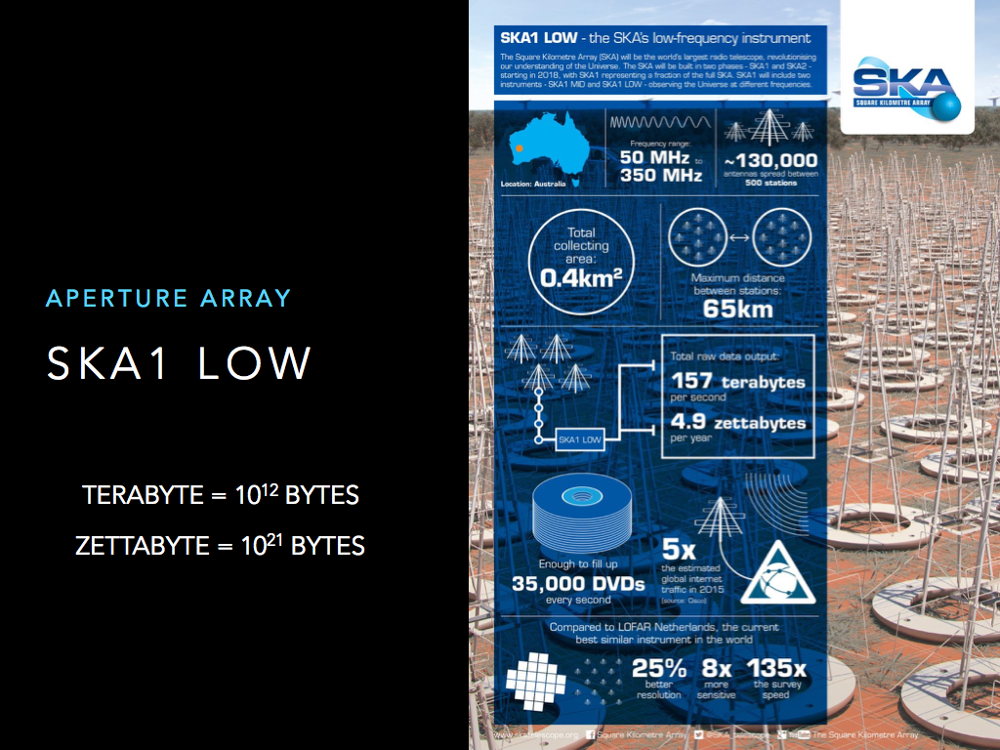 APERTURE ARRAY
SKA1 LOW
TERABYTE = 10¹² BYTES
ZETTABYTE = 10²¹ BYTES
SKA1 LOW - the SKA's low-frequency instrument
The Square Kilometre Array (SKA) will be the world's largest radio telescope, revolutionising
our understanding of the Universe. The SKA will be built in two phases - SKA1 and SKA2 -
starting in 2018, with SKA1 representing a fraction of the full SKA. SKA1 will include two
instruments - SKA1 MID and SKA1 LOW - observing the Universe at different frequencies.
SKA
SQUARE KILOMETRE ARRAY
Location: Australia
Frequency range:
50 MHz to
350 MHz
~130,000
antennas spread between
500 stations
Total
collecting
area:
0.4km²
Maximum distance
between stations:
65km
SKA1 LOW
Total raw data output:
157 terabytes
per second
4.9 zettabytes
per year
Enough to fill up
35,000 DVDs
every second
5x
the estimated
global internet
traffic in 2015
(source: Cisco)
Compared to LOFAR Netherlands, the current
best similar instrument in the world
25%
better
resolution
8x
more
sensitive
135x
the survey
speed
www.skatelescope.org
Square Kilometre Array
@SKA_telescope
YouTube
The Square Kilometre Array